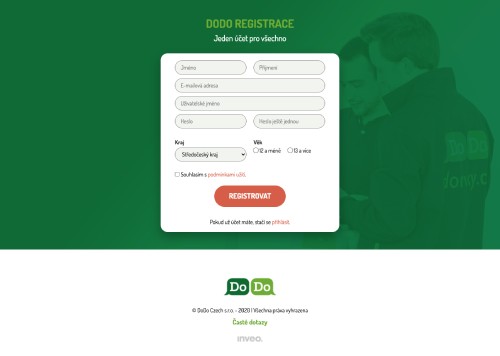 DODO REGISTRACE
Jeden účet pro všechno
Jméno
Příjmení
E-mailová adresa
Uživatelské jméno
Heslo
Heslo ještě jednou
Kraj
Věk
Středočeský kraj
12 a méně
13 a více
Souhlasím s podmínkami užití.
REGISTROVAT
Pokud už účet máte, stačí se přihlásit.
DoDo
© DoDo Czech s.r.o. - 2020 | Všechna práva vyhrazena
Časté dotazy
inveo.